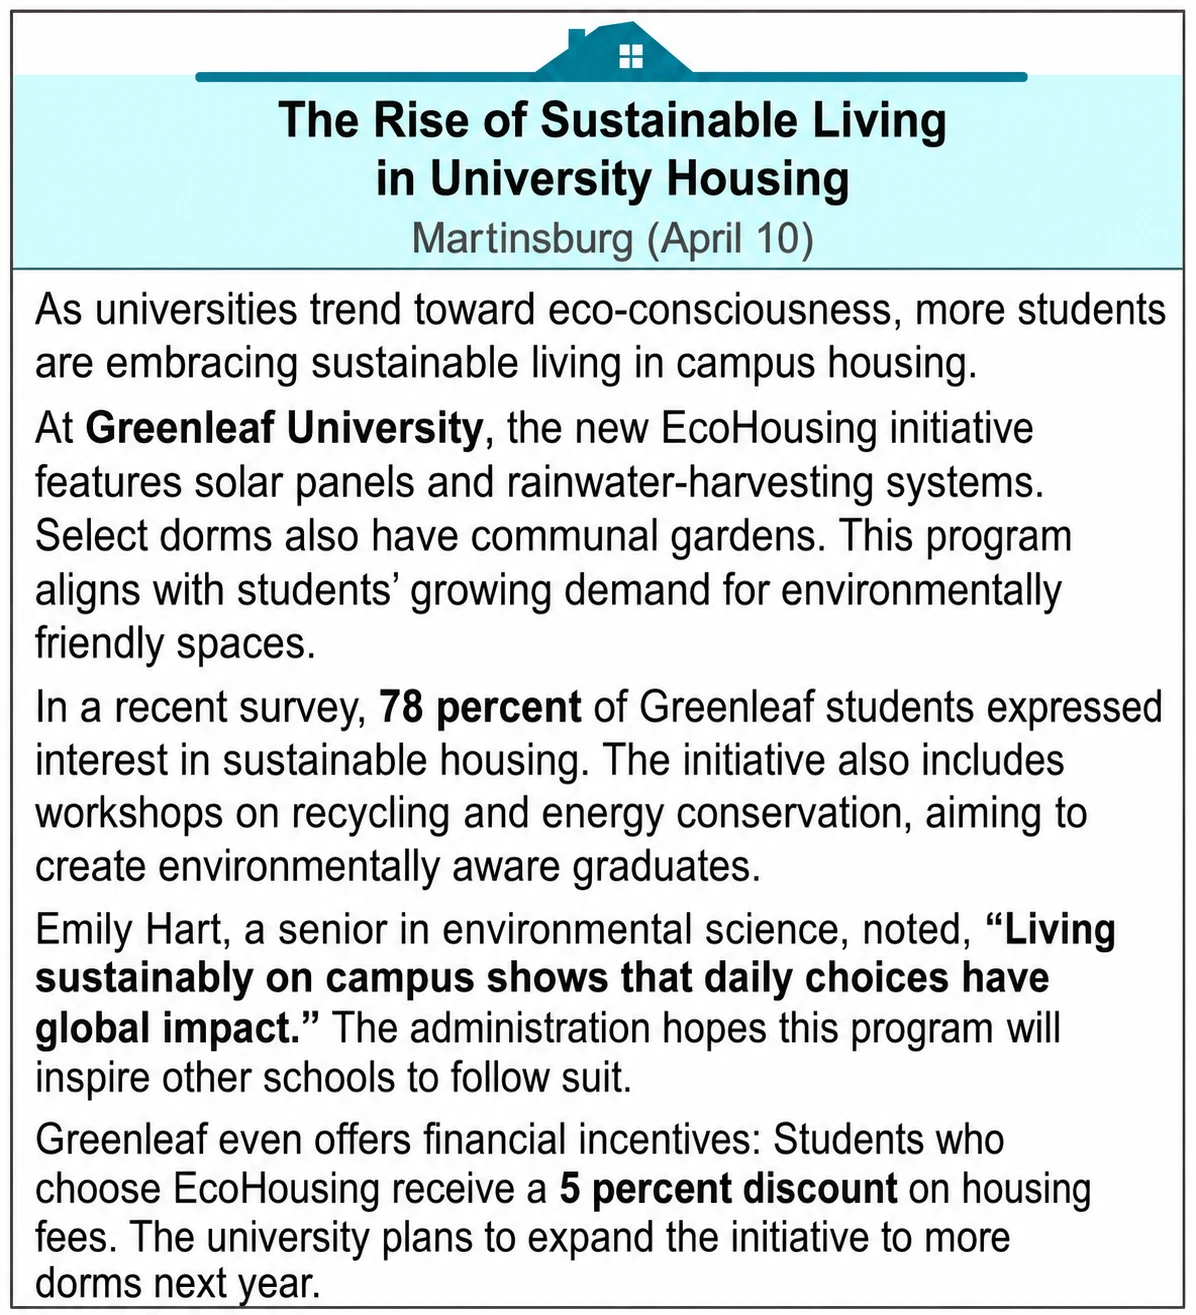 The Rise of Sustainable Living
in University Housing
Martinsburg (April 10)
As universities trend toward eco-consciousness, more students
are embracing sustainable living in campus housing.
At Greenleaf University, the new EcoHousing initiative
features solar panels and rainwater-harvesting systems.
Select dorms also have communal gardens. This program
aligns with students’ growing demand for environmentally
friendly spaces.
In a recent survey, 78 percent of Greenleaf students expressed
interest in sustainable housing. The initiative also includes
workshops on recycling and energy conservation, aiming to
create environmentally aware graduates.
Emily Hart, a senior in environmental science, noted, “Living
sustainably on campus shows that daily choices have
global impact.” The administration hopes this program will
inspire other schools to follow suit.
Greenleaf even offers financial incentives: Students who
choose EcoHousing receive a 5 percent discount on housing
fees. The university plans to expand the initiative to more
dorms next year.